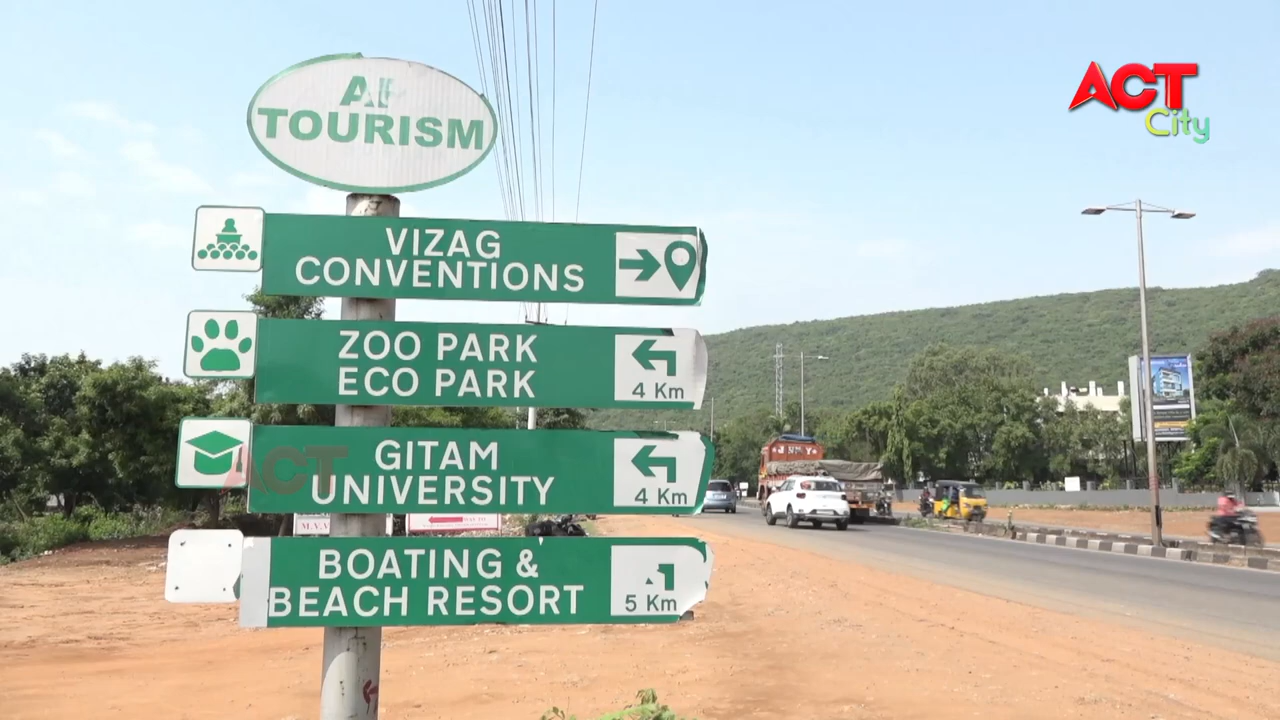 AP
TOURISM
ACT
City
VIZAG
CONVENTIONS
ZOO PARK
ECO PARK
4 Km
GITAM
UNIVERSITY
4 Km
ACT
BOATING &
BEACH RESORT
5 Km